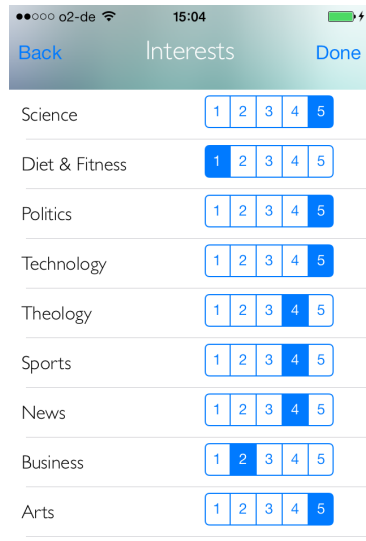 o2-de 15:04
Back Interests Done
Science 1 2 3 4 5
Diet & Fitness 1 2 3 4 5
Politics 1 2 3 4 5
Technology 1 2 3 4 5
Theology 1 2 3 4 5
Sports 1 2 3 4 5
News 1 2 3 4 5
Business 1 2 3 4 5
Arts 1 2 3 4 5